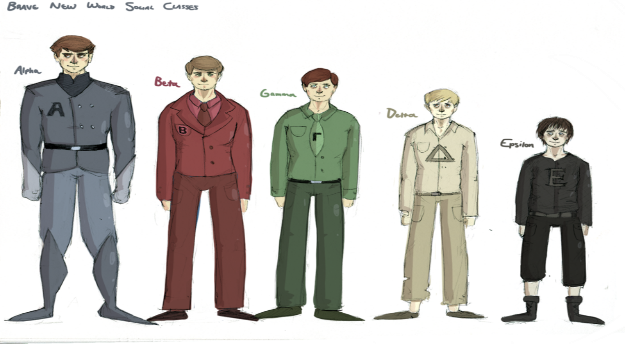 Brave New World Social Classes
Alpha
Beta
Gamma
Delta
Epsilon
A
B
Γ
Δ
E